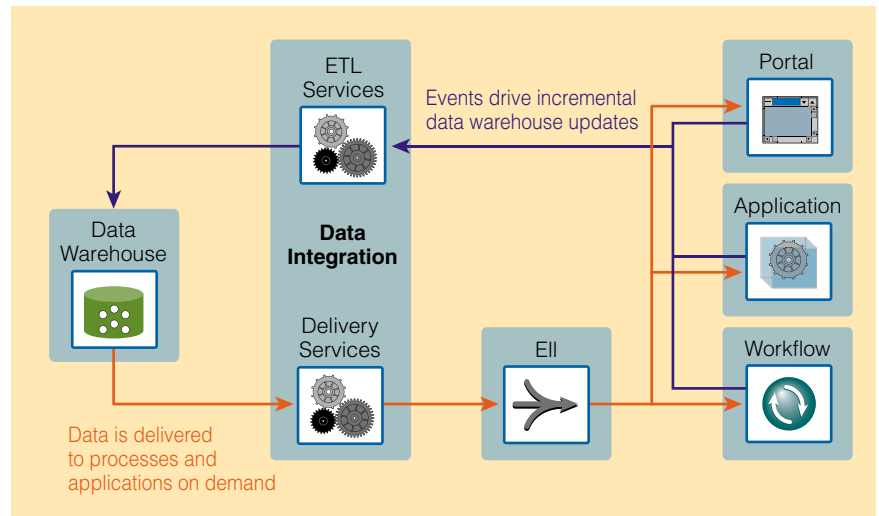 ETL
Services
Events drive incremental
data warehouse updates
Portal
Data
Warehouse
Data
Integration
Application
Delivery
Services
EII
Workflow
Data is delivered
to processes and
applications on demand